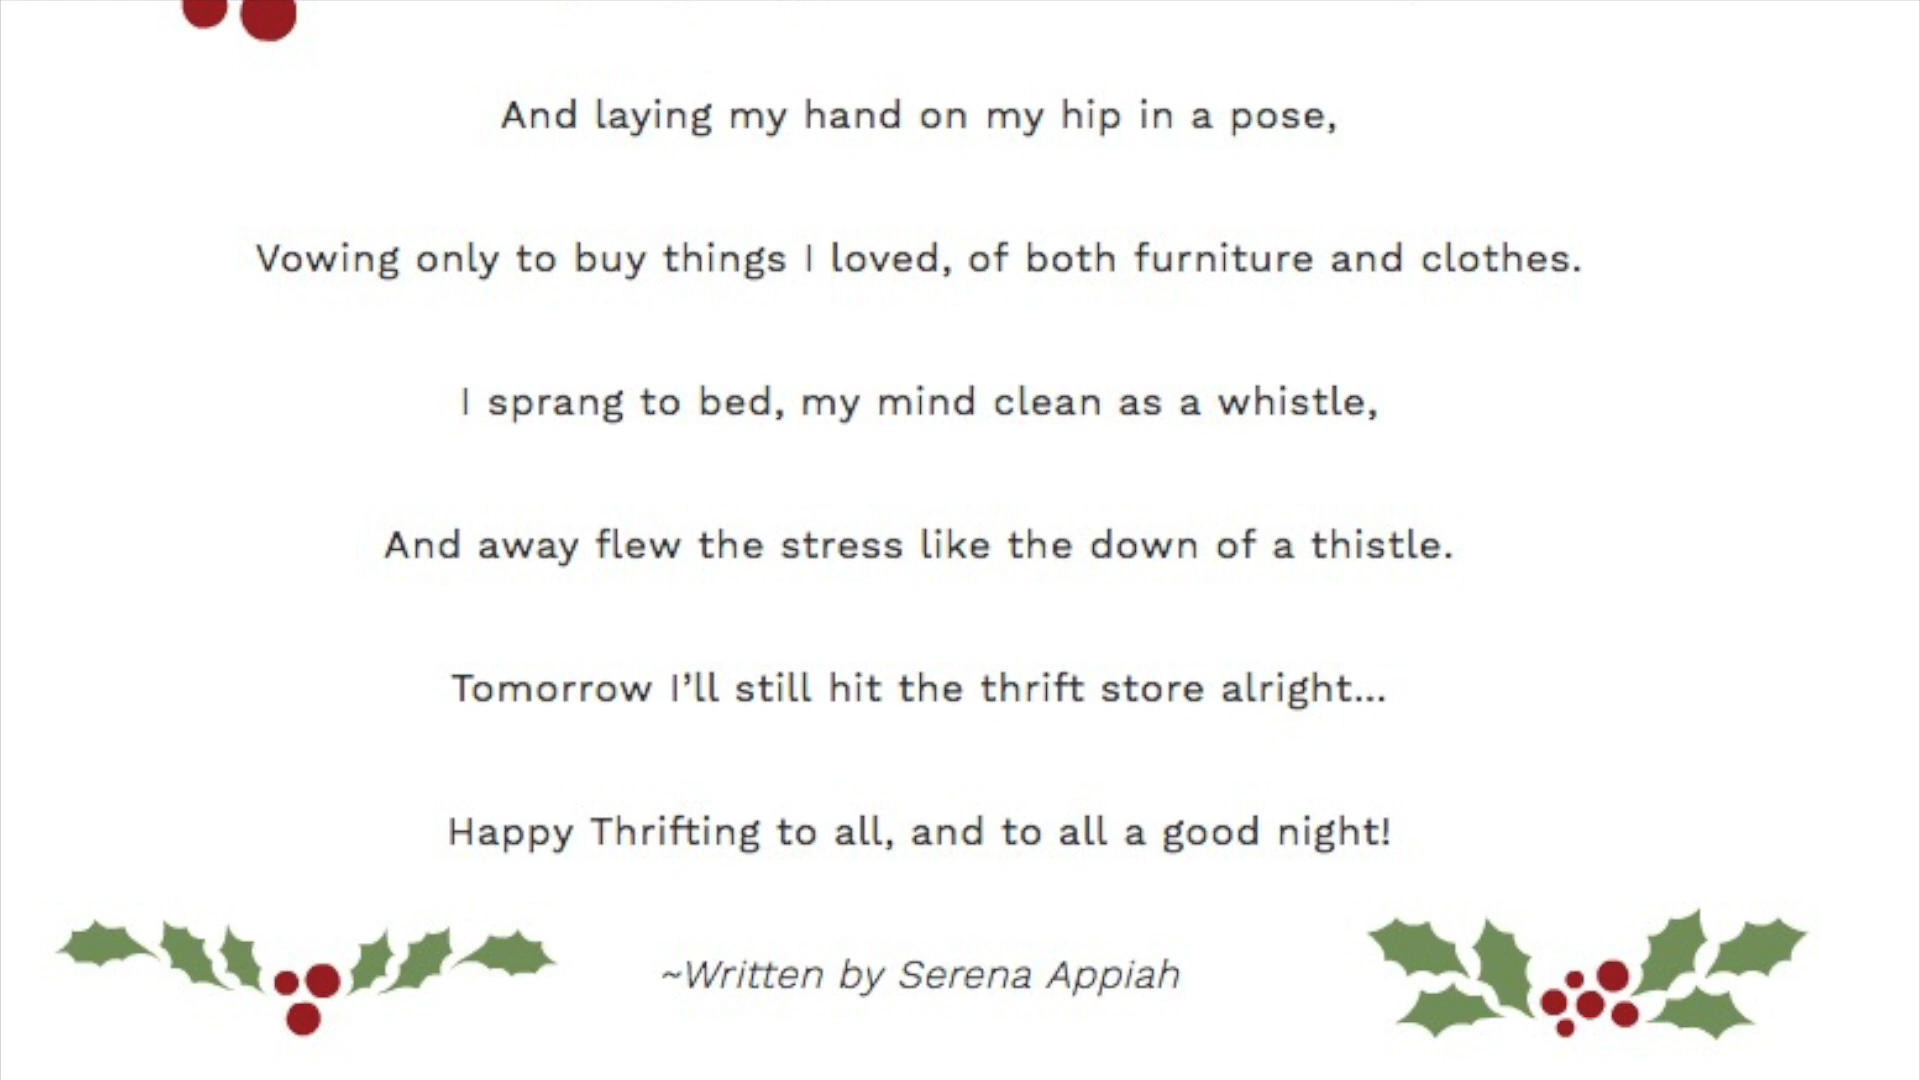 And laying my hand on my hip in a pose,
Vowing only to buy things I loved, of both furniture and clothes.
I sprang to bed, my mind clean as a whistle,
And away flew the stress like the down of a thistle.
Tomorrow I’ll still hit the thrift store alright...
Happy Thrifting to all, and to all a good night!
~Written by Serena Appiah